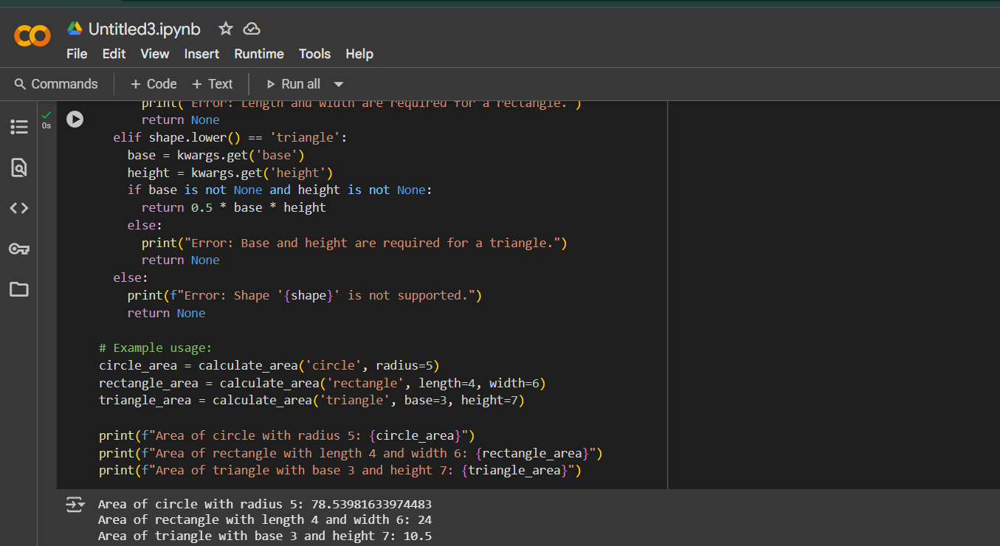 Untitled3.ipynb
File Edit View Insert Runtime Tools Help
Commands + Code + Text Run all
print("Error: Length and width are required for a rectangle.")
0s
return None
elif shape.lower() == 'triangle':
base = kwargs.get('base')
height = kwargs.get('height')
if base is not None and height is not None:
return 0.5 * base * height
else:
print("Error: Base and height are required for a triangle.")
return None
else:
print(f"Error: Shape '{shape}' is not supported.")
return None
# Example usage:
circle_area = calculate_area('circle', radius=5)
rectangle_area = calculate_area('rectangle', length=4, width=6)
triangle_area = calculate_area('triangle', base=3, height=7)
print(f"Area of circle with radius 5: {circle_area}")
print(f"Area of rectangle with length 4 and width 6: {rectangle_area}")
print(f"Area of triangle with base 3 and height 7: {triangle_area}")
Area of circle with radius 5: 78.53981633974483
Area of rectangle with length 4 and width 6: 24
Area of triangle with base 3 and height 7: 10.5